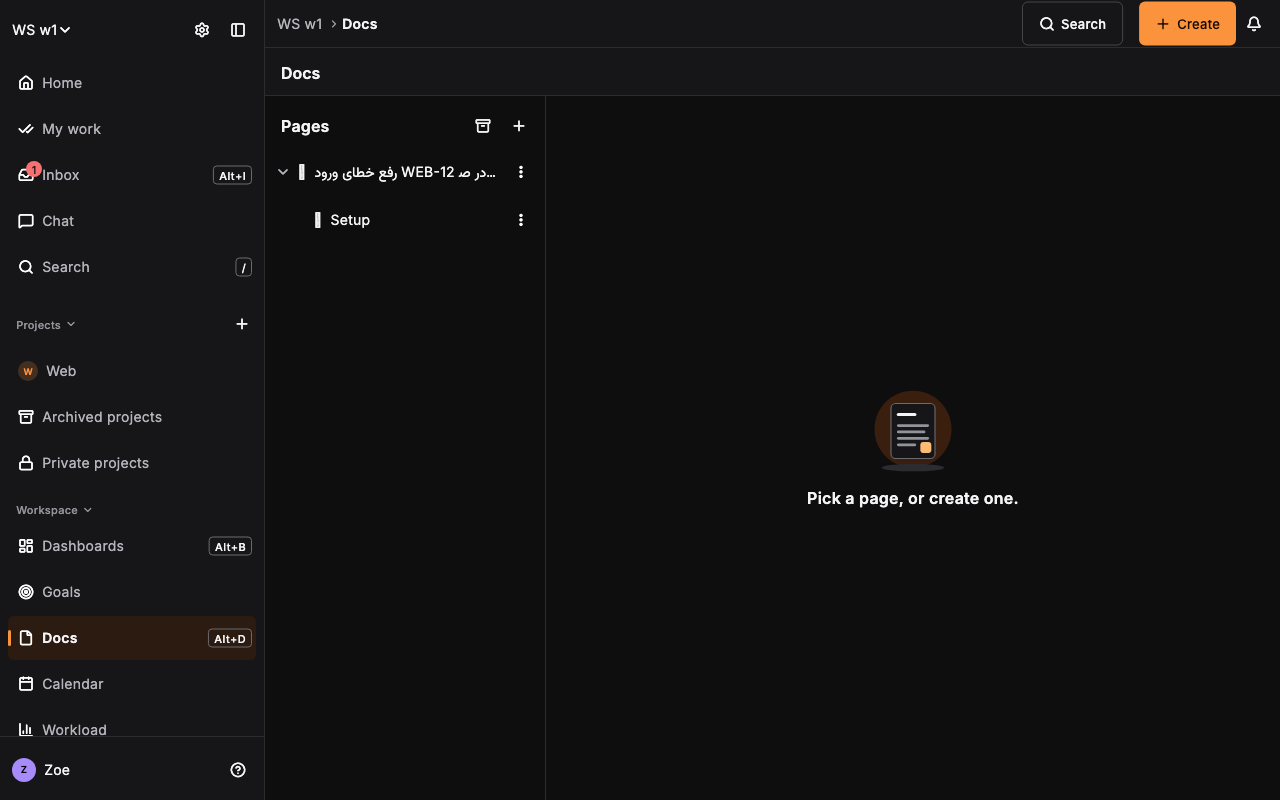 WS w1
WS w1 > Docs
Search
+ Create
Docs
Home
My work
1
Inbox
Alt+I
Chat
Search
/
Projects
W
Web
Archived projects
Private projects
Workspace
Dashboards
Alt+B
Goals
Docs
Alt+D
Calendar
Workload
Z
Zoe
Pages
رفع خطای ورود WEB-12 در ص...
Setup
Pick a page, or create one.